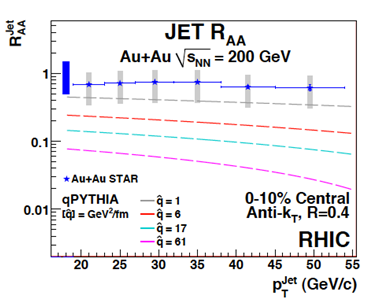 JET R_AA
Au+Au √s_NN = 200 GeV
R_AA^Jet
1
0.1
0.01
★Au+Au STAR
qPYTHIA
[q̂] = GeV²/fm
q̂ = 1
q̂ = 6
q̂ = 17
q̂ = 61
0-10% Central
Anti-k_T, R=0.4
RHIC
20 25 30 35 40 45 50 55
p_T^Jet (GeV/c)